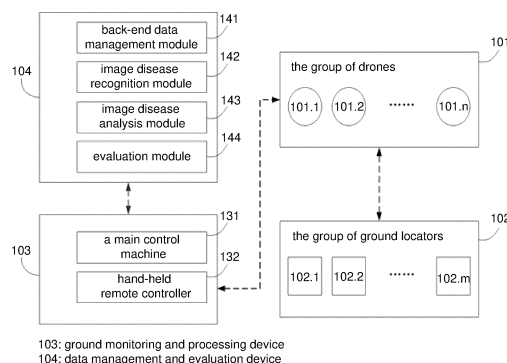 141
back-end data
management module
142
104
image disease
recognition module
143
image disease
analysis module
144
evaluation module
101
the group of drones
101.1
101.2
......
101.n
131
103
a main control
machine
132
hand-held
remote controller
102
the group of ground locators
102.1
102.2
......
102.m
103: ground monitoring and processing device
104: data management and evaluation device